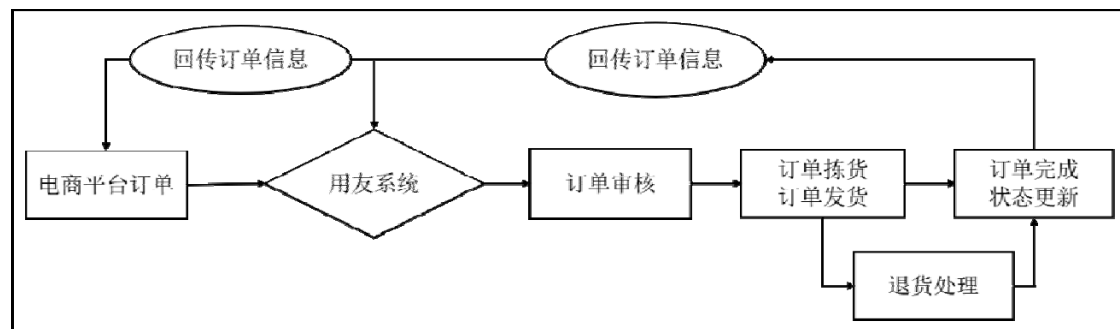 回传订单信息
回传订单信息
电商平台订单
用友系统
订单审核
订单拣货
订单发货
订单完成
状态更新
退货处理